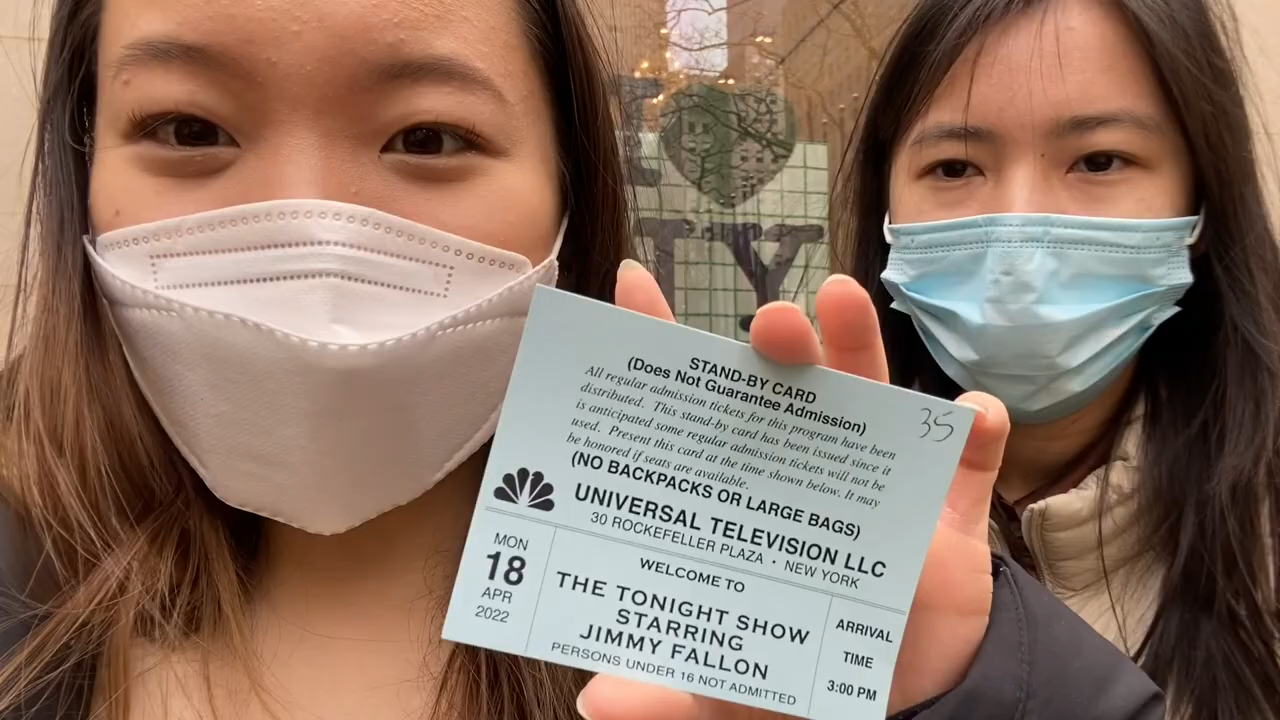 I
NY
STAND-BY CARD
(Does Not Guarantee Admission)
All regular admission tickets for this program have been
distributed. This stand-by card has been issued since it
is anticipated some regular admission tickets will not be
used. Present this card at the time shown below. It may
be honored if seats are available.
(NO BACKPACKS OR LARGE BAGS)
35
UNIVERSAL TELEVISION LLC
30 ROCKEFELLER PLAZA • NEW YORK
MON
18
APR
2022
WELCOME TO
THE TONIGHT SHOW
STARRING
JIMMY FALLON
PERSONS UNDER 16 NOT ADMITTED
ARRIVAL
TIME
3:00 PM